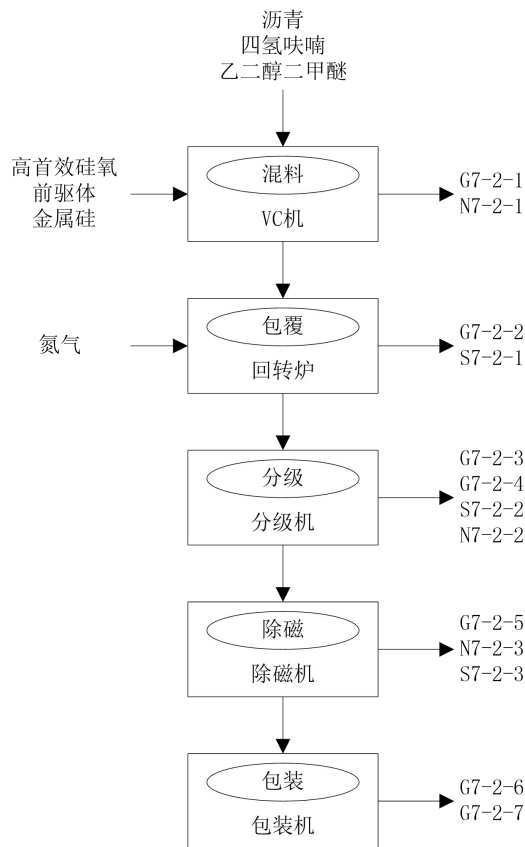 沥青
四氢呋喃
乙二醇二甲醚
高首效硅氧
前驱体
金属硅
混料
VC机
G7-2-1
N7-2-1
氮气
包覆
回转炉
G7-2-2
S7-2-1
分级
分级机
G7-2-3
G7-2-4
S7-2-2
N7-2-2
除磁
除磁机
G7-2-5
N7-2-3
S7-2-3
包装
包装机
G7-2-6
G7-2-7